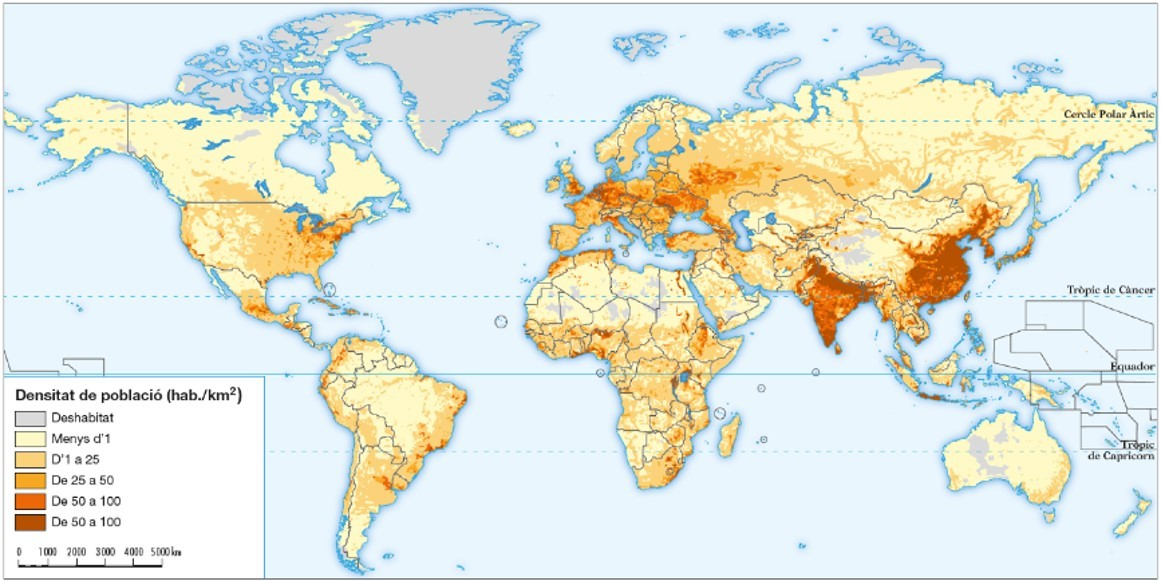 Cercle Polar Àrtic
Tròpic de Càncer
Equador
Tròpic
de Capricorn
Densitat de població (hab./km²)
Deshabitat
Menys d'1
D'1 a 25
De 25 a 50
De 50 a 100
De 50 a 100
0 1000 2000 3000 4000 5000 km